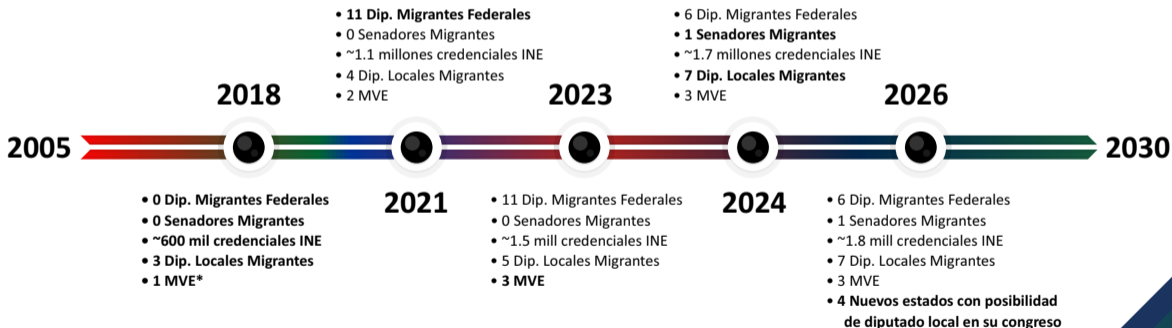 • 11 Dip. Migrantes Federales
• 0 Senadores Migrantes
• ~1.1 millones credenciales INE
• 4 Dip. Locales Migrantes
• 2 MVE
• 6 Dip. Migrantes Federales
• 1 Senadores Migrantes
• ~1.7 millones credenciales INE
• 7 Dip. Locales Migrantes
• 3 MVE
2018
2023
2026
2005
2030
• 0 Dip. Migrantes Federales
• 0 Senadores Migrantes
• ~600 mil credenciales INE
• 3 Dip. Locales Migrantes
• 1 MVE*
2021
• 11 Dip. Migrantes Federales
• 0 Senadores Migrantes
• ~1.5 mill credenciales INE
• 5 Dip. Locales Migrantes
• 3 MVE
2024
• 6 Dip. Migrantes Federales
• 1 Senadores Migrantes
• ~1.8 mill credenciales INE
• 7 Dip. Locales Migrantes
• 3 MVE
• 4 Nuevos estados con posibilidad
de diputado local en su congreso